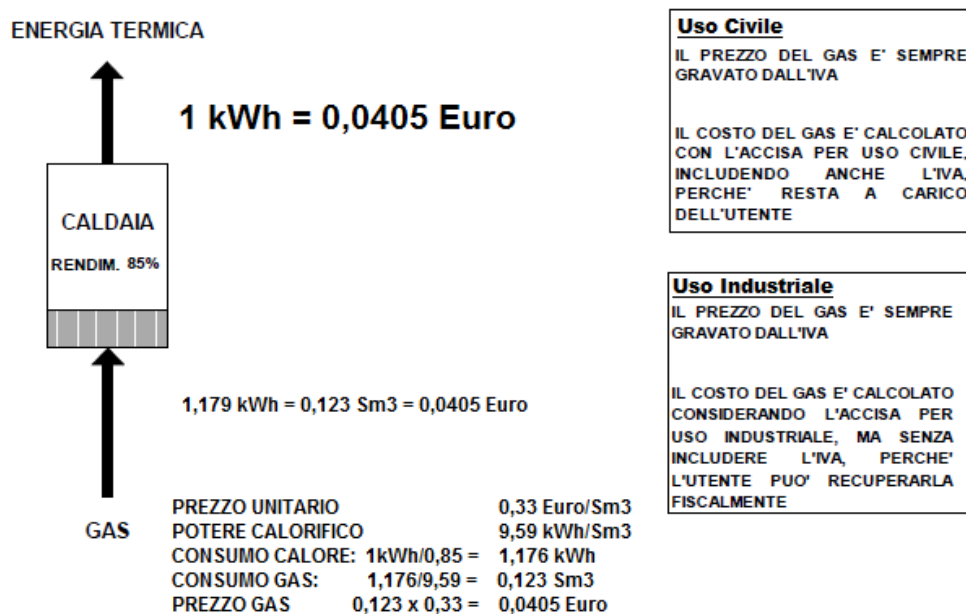 ENERGIA TERMICA
1 kWh = 0,0405 Euro
CALDAIA
RENDIM. 85%
1,179 kWh = 0,123 Sm3 = 0,0405 Euro
GAS
PREZZO UNITARIO 0,33 Euro/Sm3
POTERE CALORIFICO 9,59 kWh/Sm3
CONSUMO CALORE: 1kWh/0,85 = 1,176 kWh
CONSUMO GAS: 1,176/9,59 = 0,123 Sm3
PREZZO GAS 0,123 x 0,33 = 0,0405 Euro
Uso Civile
IL PREZZO DEL GAS E' SEMPRE
GRAVATO DALL'IVA
IL COSTO DEL GAS E' CALCOLATO
CON L'ACCISA PER USO CIVILE,
INCLUDENDO ANCHE L'IVA,
PERCHE' RESTA A CARICO
DELL'UTENTE
Uso Industriale
IL PREZZO DEL GAS E' SEMPRE
GRAVATO DALL'IVA
IL COSTO DEL GAS E' CALCOLATO
CONSIDERANDO L'ACCISA PER
USO INDUSTRIALE, MA SENZA
INCLUDERE L'IVA, PERCHE'
L'UTENTE PUO' RECUPERARLA
FISCALMENTE